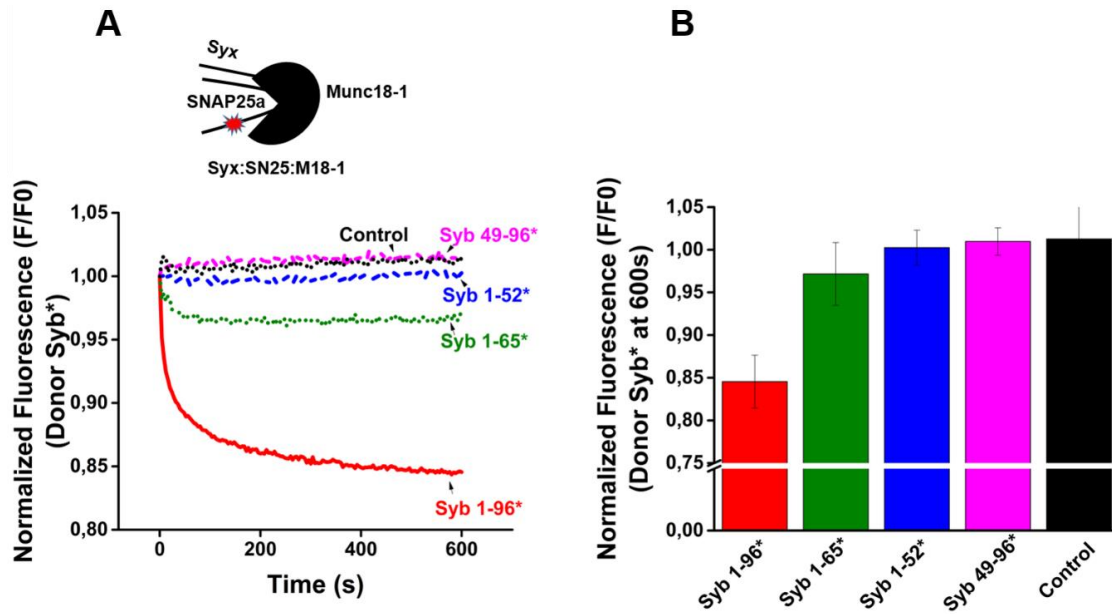 A
Syx
SNAP25a
Munc18-1
Syx:SN25:M18-1
Normalized Fluorescence (F/F0)
(Donor Syb*)
1,05
1,00
0,95
0,90
0,85
0,80
Control
Syb 49-96*
Syb 1-52*
Syb 1-65*
Syb 1-96*
0
200
400
600
Time (s)
B
Normalized Fluorescence (F/F0)
(Donor Syb* at 600s)
1,05
1,00
0,95
0,90
0,85
0,80
0,75
0,00
Syb 1-96*
Syb 1-65*
Syb 1-52*
Syb 49-96*
Control